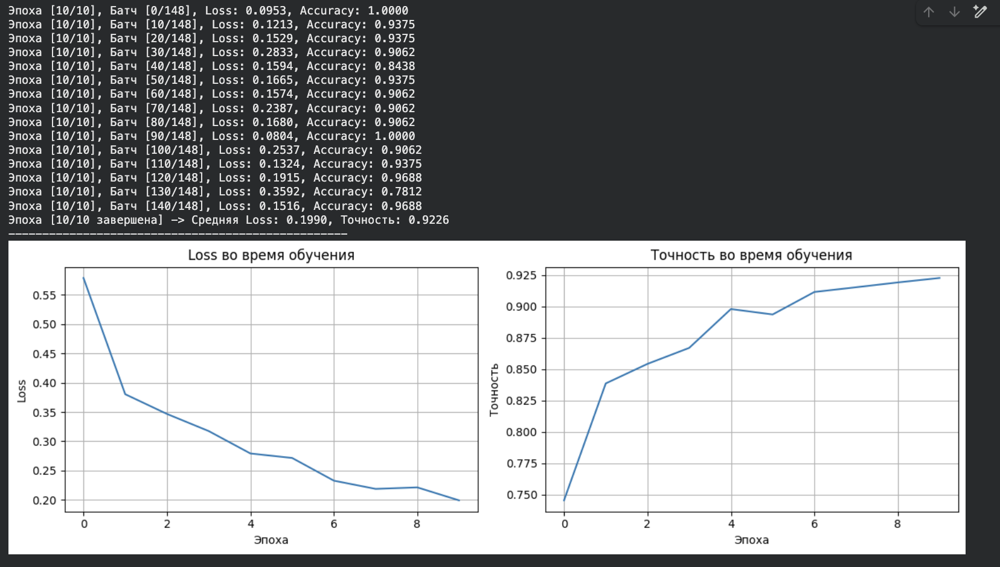 Эпоха [10/10], Батч [0/148], Loss: 0.0953, Accuracy: 1.0000
Эпоха [10/10], Батч [10/148], Loss: 0.1213, Accuracy: 0.9375
Эпоха [10/10], Батч [20/148], Loss: 0.1529, Accuracy: 0.9375
Эпоха [10/10], Батч [30/148], Loss: 0.2833, Accuracy: 0.9062
Эпоха [10/10], Батч [40/148], Loss: 0.1594, Accuracy: 0.8438
Эпоха [10/10], Батч [50/148], Loss: 0.1665, Accuracy: 0.9375
Эпоха [10/10], Батч [60/148], Loss: 0.1574, Accuracy: 0.9062
Эпоха [10/10], Батч [70/148], Loss: 0.2387, Accuracy: 0.9062
Эпоха [10/10], Батч [80/148], Loss: 0.1680, Accuracy: 0.9062
Эпоха [10/10], Батч [90/148], Loss: 0.0804, Accuracy: 1.0000
Эпоха [10/10], Батч [100/148], Loss: 0.2537, Accuracy: 0.9062
Эпоха [10/10], Батч [110/148], Loss: 0.1324, Accuracy: 0.9375
Эпоха [10/10], Батч [120/148], Loss: 0.1915, Accuracy: 0.9688
Эпоха [10/10], Батч [130/148], Loss: 0.3592, Accuracy: 0.7812
Эпоха [10/10], Батч [140/148], Loss: 0.1516, Accuracy: 0.9688
Эпоха [10/10 завершена] —> Средняя Loss: 0.1990, Точность: 0.9226
--------------------------------------------------
Loss во время обучения
0.55
0.50
0.45
0.40
0.35
0.30
0.25
0.20
Loss
0 2 4 6 8
Эпоха
Точность во время обучения
0.925
0.900
0.875
0.850
0.825
0.800
0.775
0.750
Точность
0 2 4 6 8
Эпоха